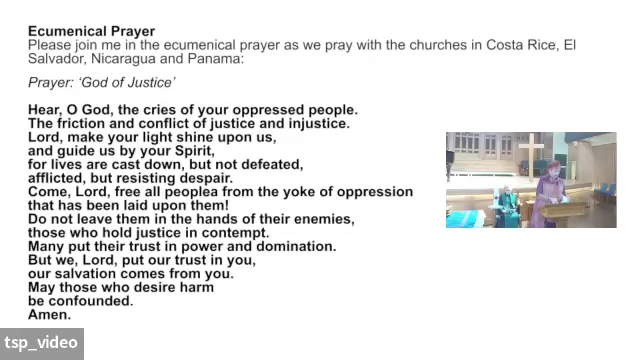 Ecumenical Prayer
Please join me in the ecumenical prayer as we pray with the churches in Costa Rice, El
Salvador, Nicaragua and Panama:
Prayer: ‘God of Justice’
Hear, O God, the cries of your oppressed people.
The friction and conflict of justice and injustice.
Lord, make your light shine upon us,
and guide us by your Spirit,
for lives are cast down, but not defeated,
afflicted, but resisting despair.
Come, Lord, free all peoplea from the yoke of oppression
that has been laid upon them!
Do not leave them in the hands of their enemies,
those who hold justice in contempt.
Many put their trust in power and domination.
But we, Lord, put our trust in you,
our salvation comes from you.
May those who desire harm
be confounded.
Amen.
tsp_video